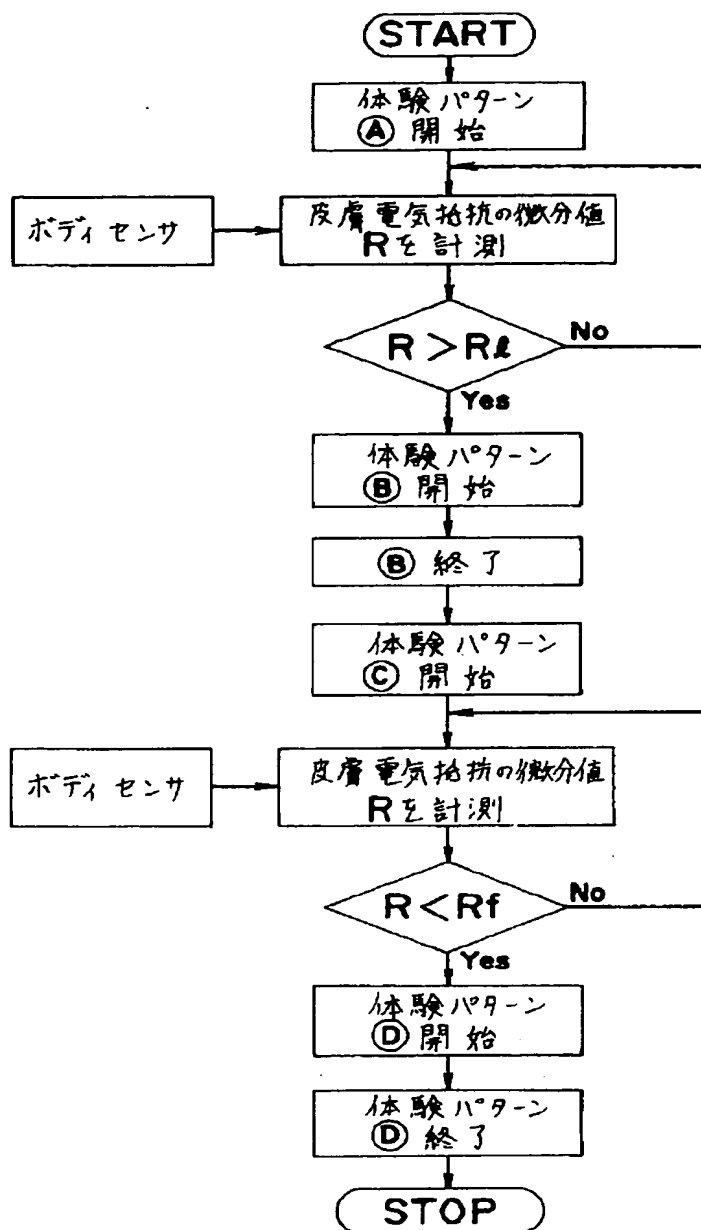 START
体験パターン
Ⓐ 開始
ボディセンサ
皮膚電気抵抗の微分値
Rを計測
R > Rℓ
No
Yes
体験パターン
Ⓑ 開始
Ⓑ 終了
体験パターン
Ⓒ 開始
ボディセンサ
皮膚電気抵抗の微分値
Rを計測
R < Rf
No
Yes
体験パターン
Ⓓ 開始
体験パターン
Ⓓ 終了
STOP